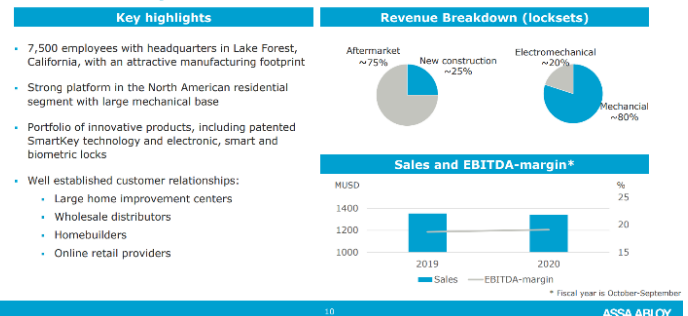 Key highlights
7,500 employees with headquarters in Lake Forest,
California, with an attractive manufacturing footprint
Strong platform in the North American residential
segment with large mechanical base
Portfolio of innovative products, including patented
SmartKey technology and electronic, smart and
biometric locks
Well established customer relationships:
Large home improvement centers
Wholesale distributors
Homebuilders
Online retail providers
Revenue Breakdown (locksets)
Aftermarket
~75%
New construction
~25%
Electromechanical
~20%
Mechancial
~80%
Sales and EBITDA-margin*
MUSD
%
25
1400
1200
20
1000
15
2019
2020
Sales
EBITDA-margin
* Fiscal year is October-September
10
ASSA ABLOY